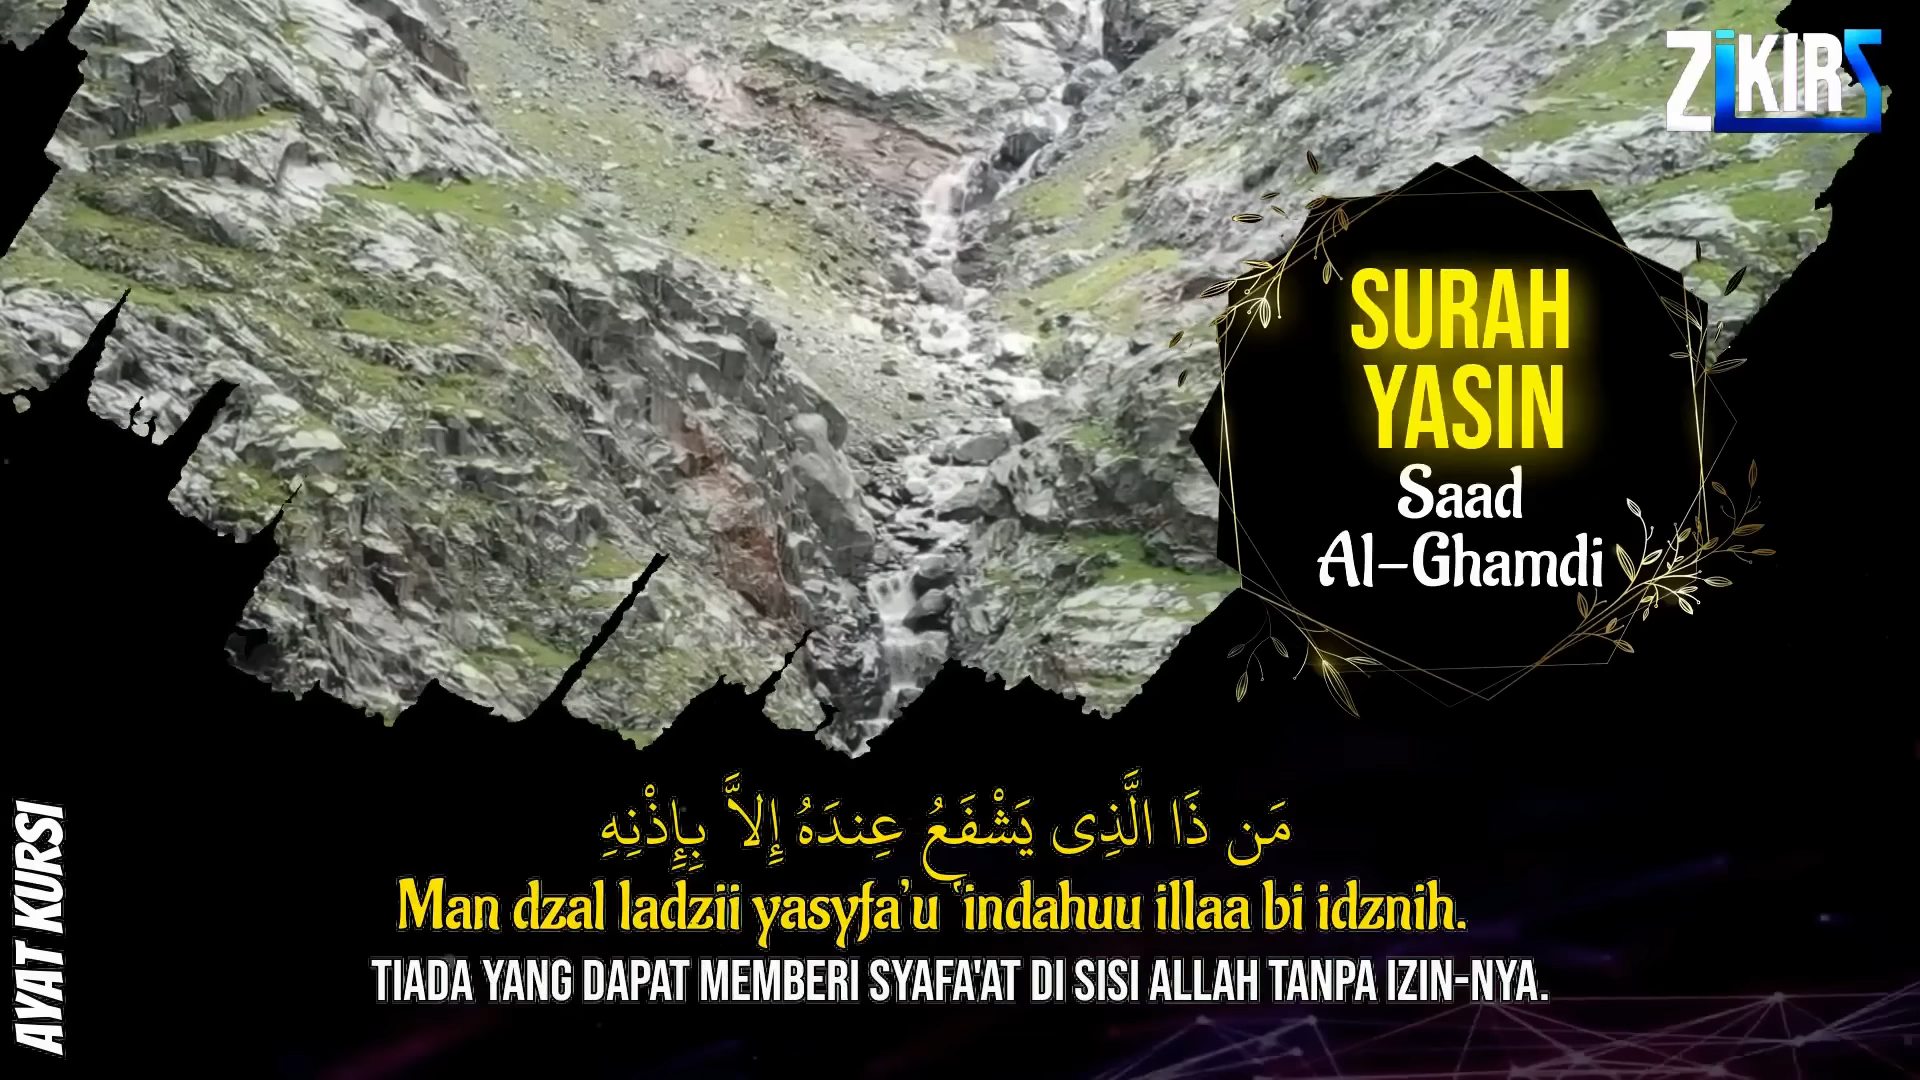 ZiKIRS
SURAH
YASIN
Saad
Al-Ghamdi
مَن ذَا الَّذِى يَشْفَعُ عِندَهُ إِلاَّ بِإِذْنِهِ
Man dzal ladzii yasyfa’u ‘indahuu illaa bi idznih.
TIADA YANG DAPAT MEMBERI SYAFA'AT DI SISI ALLAH TANPA IZIN-NYA.
AYAT KURSI